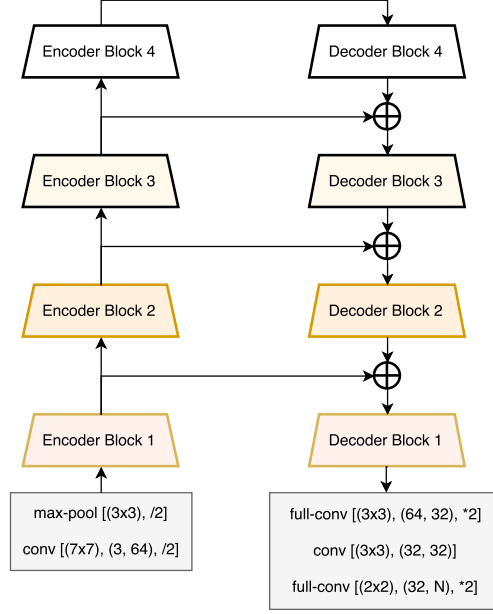 Encoder Block 4
Decoder Block 4
Encoder Block 3
Decoder Block 3
Encoder Block 2
Decoder Block 2
Encoder Block 1
Decoder Block 1
max-pool [(3x3), /2]
conv [(7x7), (3, 64), /2]
full-conv [(3x3), (64, 32), *2]
conv [(3x3), (32, 32)]
full-conv [(2x2), (32, N), *2]